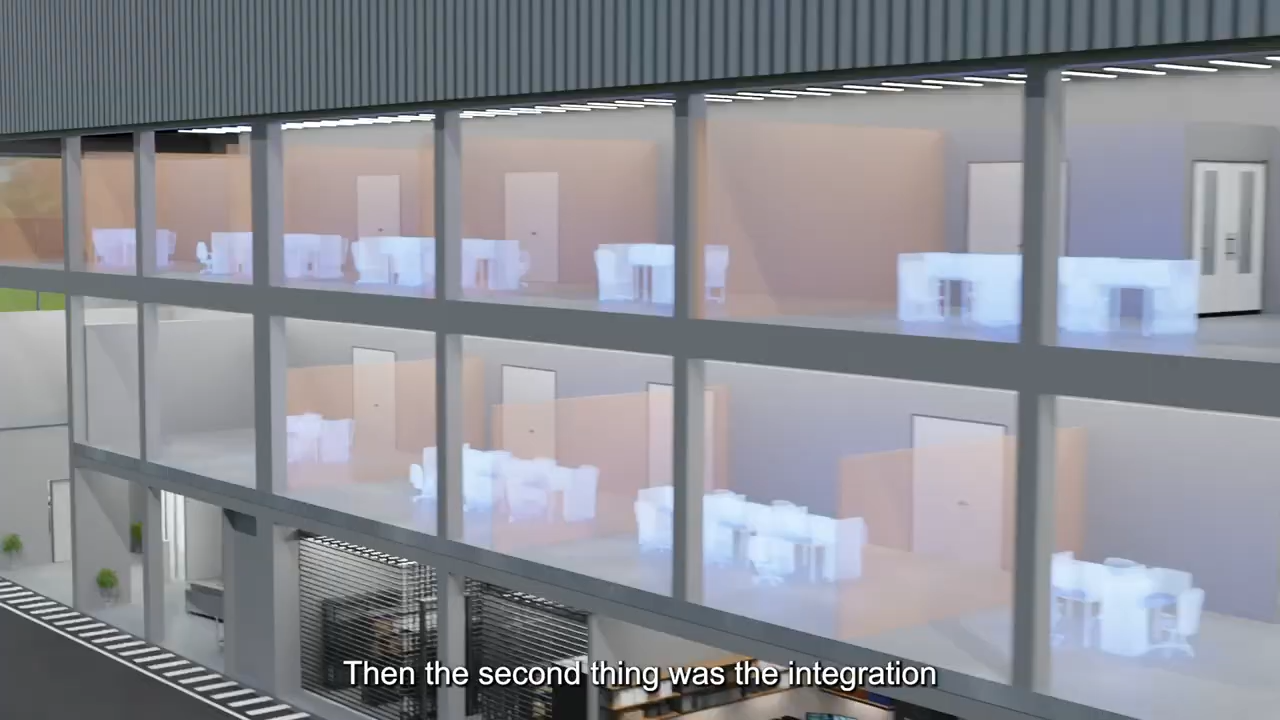 Then the second thing was the integration